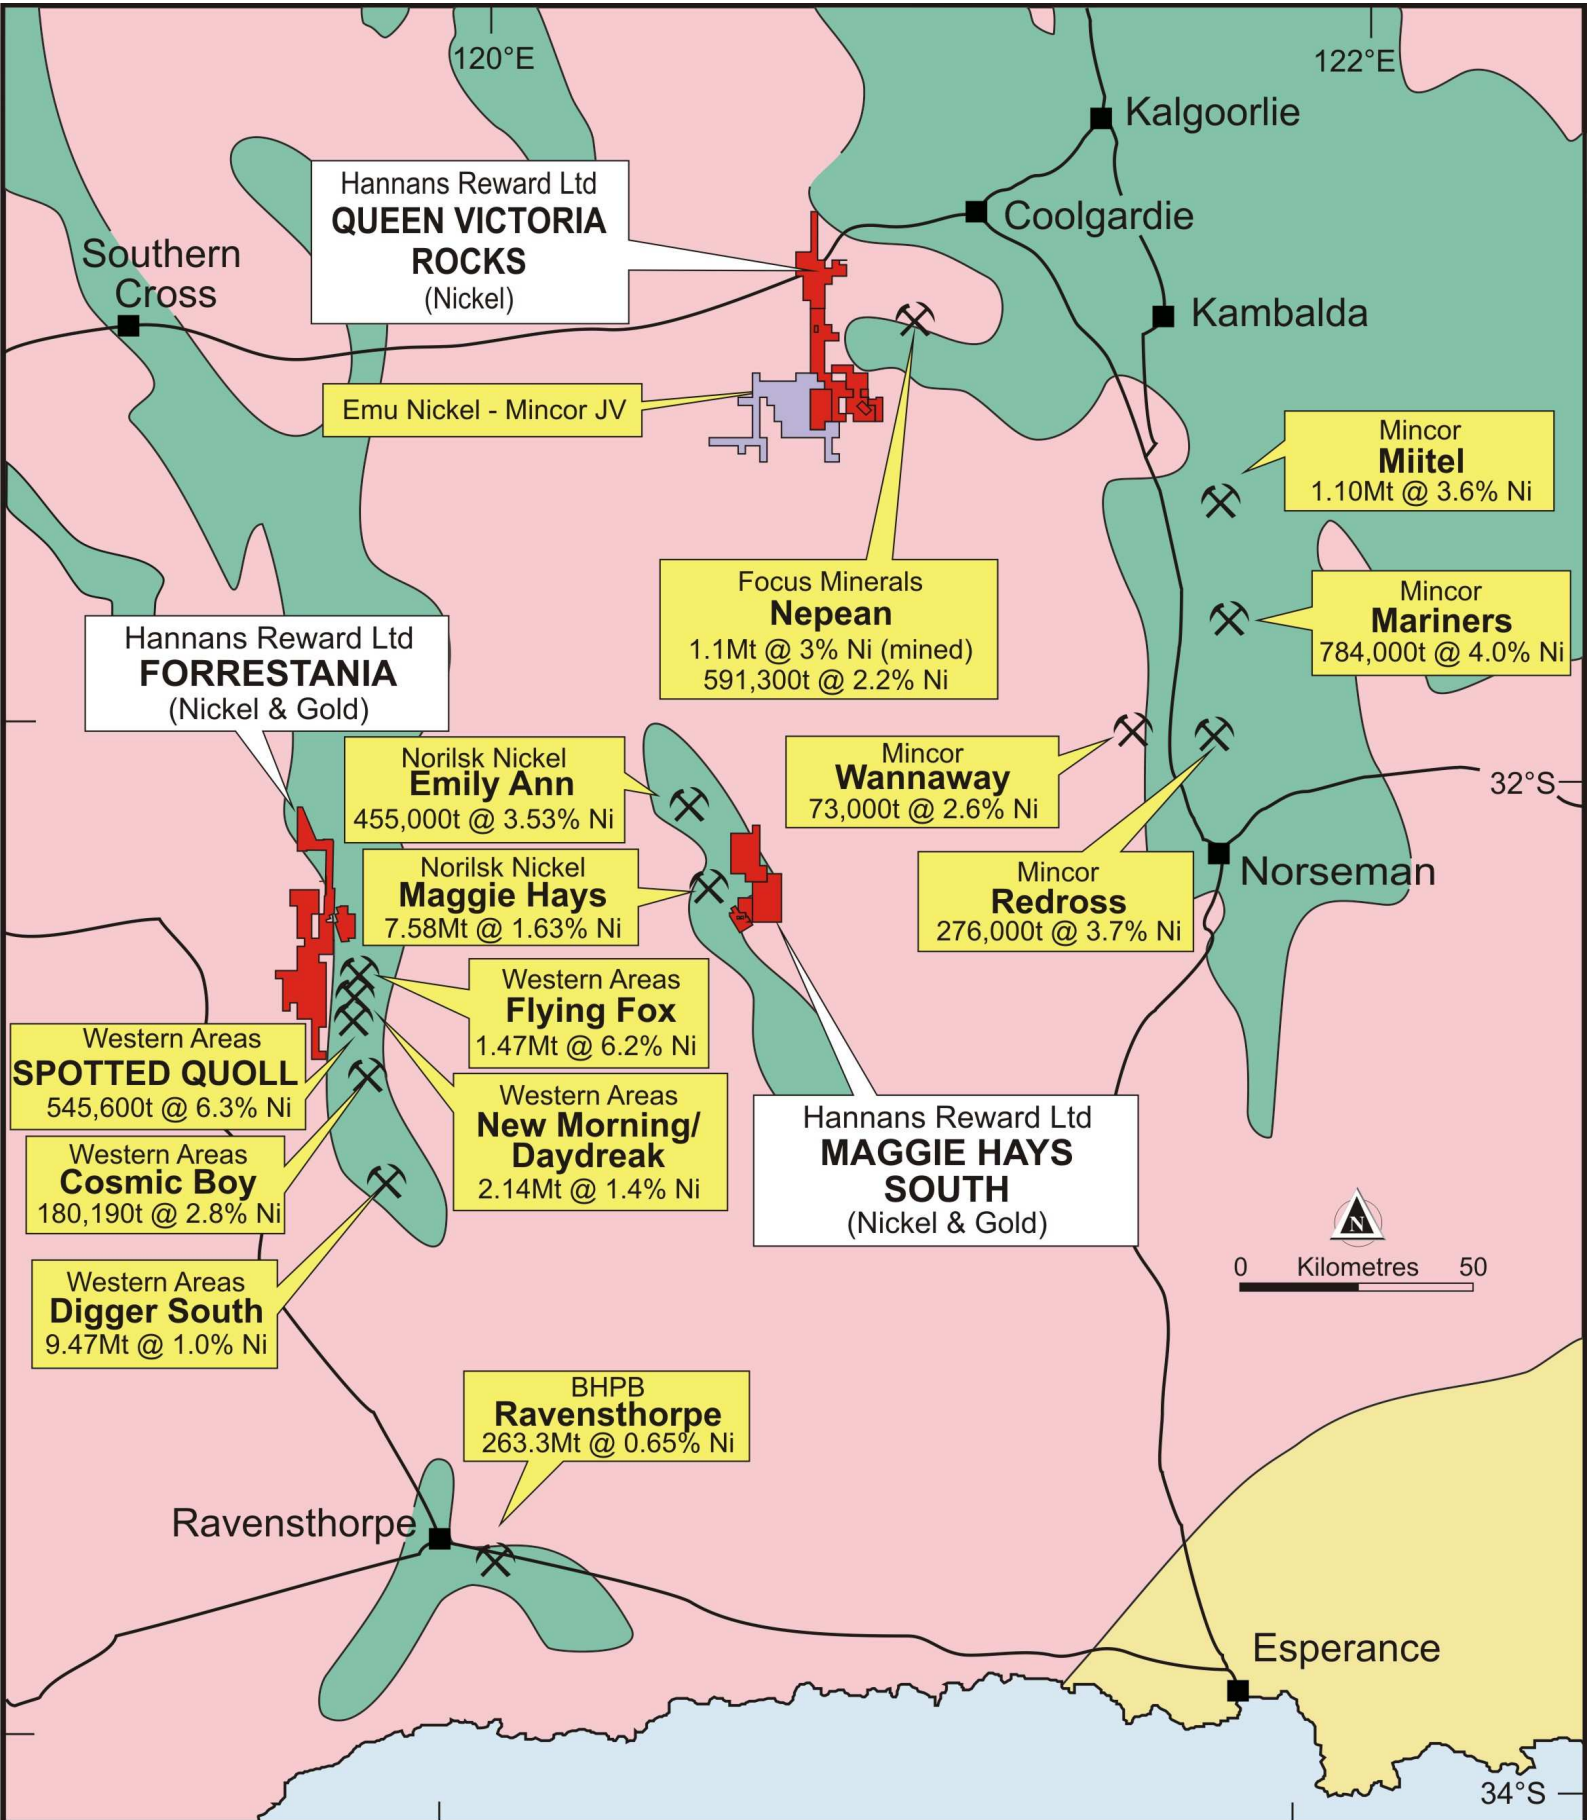 120°E
122°E
Kalgoorlie
Hannans Reward Ltd
QUEEN VICTORIA
ROCKS
(Nickel)
Coolgardie
Southern
Cross
Kambalda
Emu Nickel - Mincor JV
Mincor
Miitel
1.10Mt @ 3.6% Ni
Focus Minerals
Nepean
1.1Mt @ 3% Ni (mined)
591,300t @ 2.2% Ni
Mincor
Mariners
784,000t @ 4.0% Ni
Hannans Reward Ltd
FORRESTANIA
(Nickel & Gold)
Norilsk Nickel
Emily Ann
455,000t @ 3.53% Ni
Mincor
Wannaway
73,000t @ 2.6% Ni
32°S
Norilsk Nickel
Maggie Hays
7.58Mt @ 1.63% Ni
Mincor
Redross
276,000t @ 3.7% Ni
Norseman
Western Areas
Flying Fox
1.47Mt @ 6.2% Ni
Western Areas
SPOTTED QUOLL
545,600t @ 6.3% Ni
Western Areas
New Morning/
Daydreak
2.14Mt @ 1.4% Ni
Hannans Reward Ltd
MAGGIE HAYS
SOUTH
(Nickel & Gold)
Western Areas
Cosmic Boy
180,190t @ 2.8% Ni
N
0 Kilometres 50
Western Areas
Digger South
9.47Mt @ 1.0% Ni
BHPB
Ravensthorpe
263.3Mt @ 0.65% Ni
Ravensthorpe
Esperance
34°S